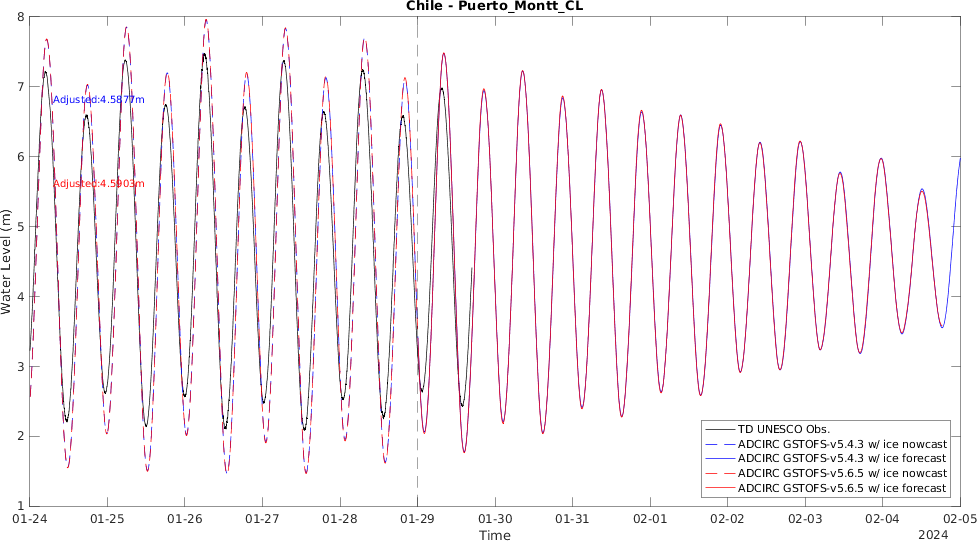 Chile - Puerto_Montt_CL
8
7
6
5
4
3
2
1
Water Level (m)
Adjusted:4.5877m
Adjusted:4.5903m
TD UNESCO Obs.
ADCIRC GSTOFS-v5.4.3 w/ ice nowcast
ADCIRC GSTOFS-v5.4.3 w/ ice forecast
ADCIRC GSTOFS-v5.6.5 w/ ice nowcast
ADCIRC GSTOFS-v5.6.5 w/ ice forecast
01-24 01-25 01-26 01-27 01-28 01-29 01-30 01-31 02-01 02-02 02-03 02-04 02-05
Time
2024